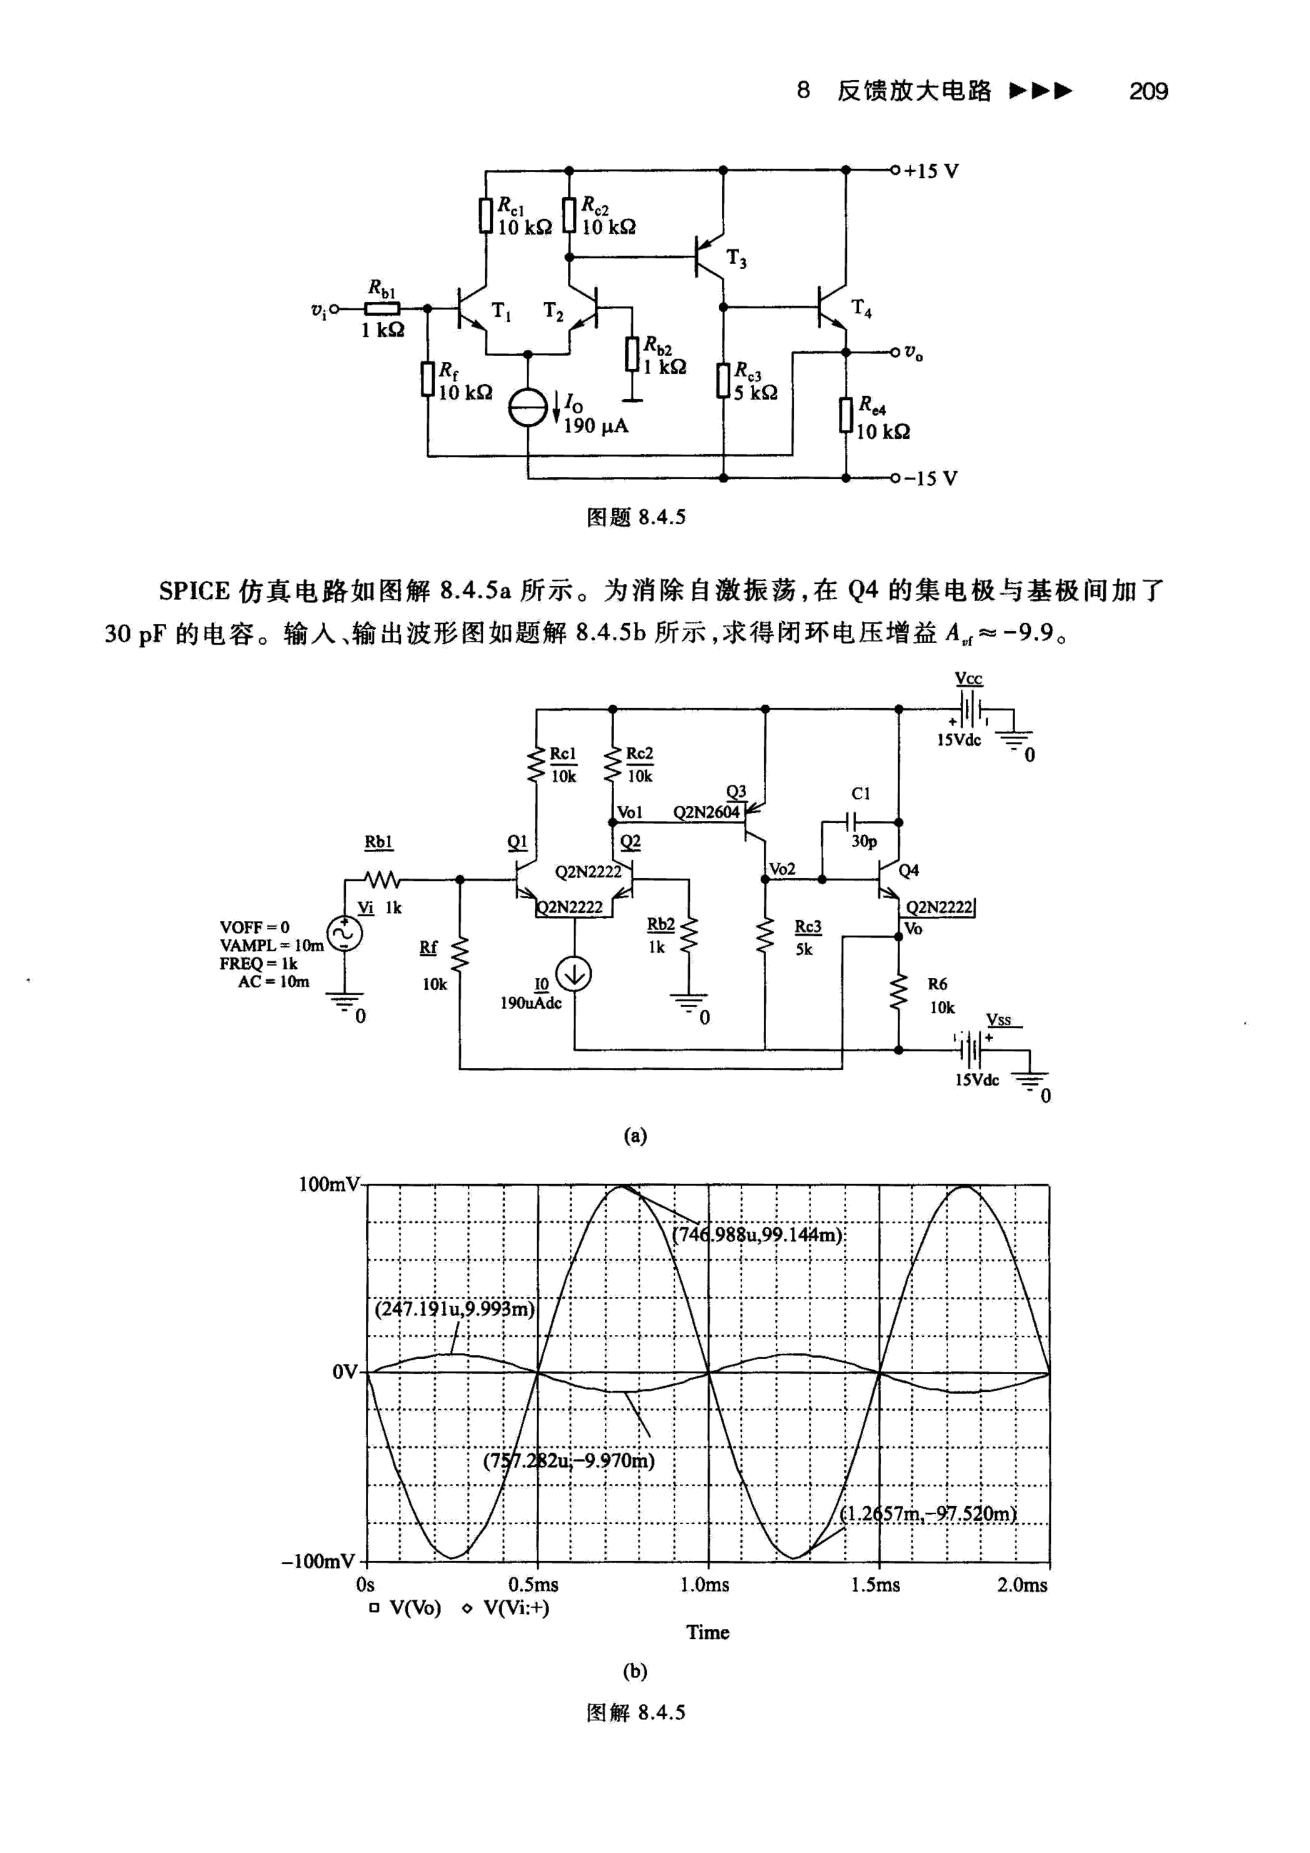 8 反馈放大电路 ▶▶▶ 209
+15 V
Rc1
10 kΩ
Rc2
10 kΩ
T3
Rb1
vi
1 kΩ
T1
T2
T4
Rb2
1 kΩ
vo
Rf
10 kΩ
IO
190 μA
Rc3
5 kΩ
Re4
10 kΩ
-15 V
图题 8.4.5
SPICE 仿真电路如图解 8.4.5a 所示。为消除自激振荡,在 Q4 的集电极与基极间加了
30 pF 的电容。输入、输出波形图如题解 8.4.5b 所示,求得闭环电压增益 Avf≈-9.9。
Vcc
15Vdc
0
Rc1
10k
Rc2
10k
Q3
Q2N2604
Vo1
C1
30p
Rb1
Vi 1k
Q1
Q2
Q2N2222
Q2N2222
Vo2
Q4
Q2N2222
Vo
VOFF = 0
VAMPL = 10m
FREQ = 1k
AC = 10m
0
Rf
10k
I0
190uAdc
Rb2
1k
0
Rc3
5k
R6
10k
Vss
15Vdc
0
(a)
100mV
(746.988u,99.144m)
(247.191u,9.993m)
0V
(757.282u,-9.970m)
(1.2657m,-97.520m)
-100mV
0s 0.5ms 1.0ms 1.5ms 2.0ms
V(Vo) V(Vi:+)
Time
(b)
图解 8.4.5